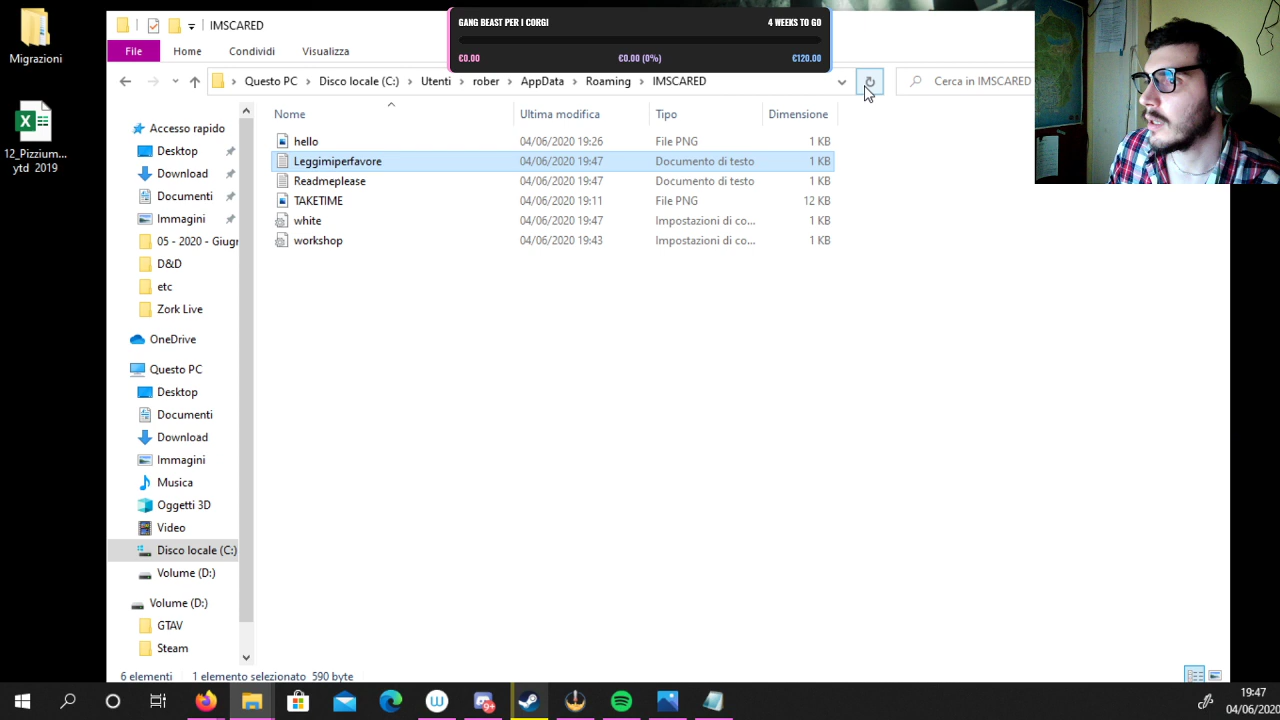 IMSCARED
GANG BEAST PER I CORGI
4 WEEKS TO GO
€0.00
€0.00 (0%)
€120.00
File
Home
Condividi
Visualizza
Questo PC
Disco locale (C:)
Utenti
rober
AppData
Roaming
IMSCARED
Cerca in IMSCARED
Nome
Ultima modifica
Tipo
Dimensione
hello 04/06/2020 19:26 File PNG 1 KB
Leggimiperfavore 04/06/2020 19:47 Documento di testo 1 KB
Readmeplease 04/06/2020 19:47 Documento di testo 1 KB
TAKETIME 04/06/2020 19:11 File PNG 12 KB
white 04/06/2020 19:47 Impostazioni di co... 1 KB
workshop 04/06/2020 19:43 Impostazioni di co... 1 KB
Migrazioni
12_Pizzium...
ytd 2019
Accesso rapido
Desktop
Download
Documenti
Immagini
05 - 2020 - Giugr
D&D
etc
Zork Live
OneDrive
Questo PC
Desktop
Documenti
Download
Immagini
Musica
Oggetti 3D
Video
Disco locale (C:)
Volume (D:)
Volume (D:)
GTAV
Steam
6 elementi
1 elemento selezionato 590 byte
19:47
04/06/2020